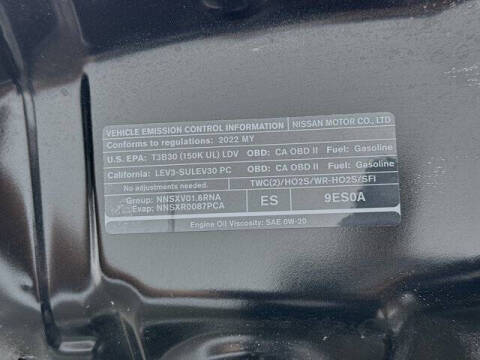 VEHICLE EMISSION CONTROL INFORMATION NISSAN MOTOR CO., LTD
Conforms to regulations: 2022 MY
U.S. EPA: T3B30 (150K UL) LDV OBD: CA OBD II Fuel: Gasoline
California: LEV3-SULEV30 PC OBD: CA OBD II Fuel: Gasoline
No adjustments needed. TWC(2)/HO2S/WR-HO2S/SFI
Group: NNSXV01.6RNA
Evap: NNSXR0087PCA
ES 9ES0A
Engine Oil Viscosity: SAE 0W-20